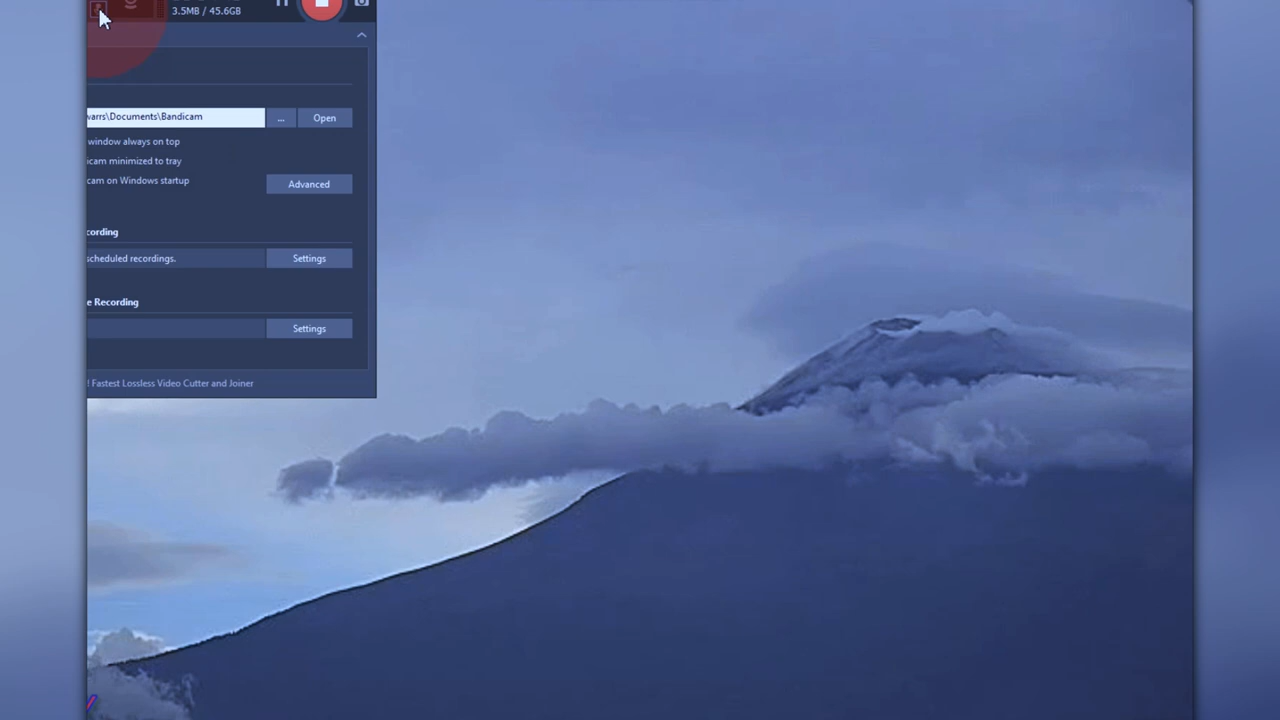 3.5MB / 45.6GB
warrs\Documents\Bandicam
...
Open
window always on top
icam minimized to tray
cam on Windows startup
Advanced
cording
scheduled recordings.
Settings
e Recording
Settings
! Fastest Lossless Video Cutter and Joiner